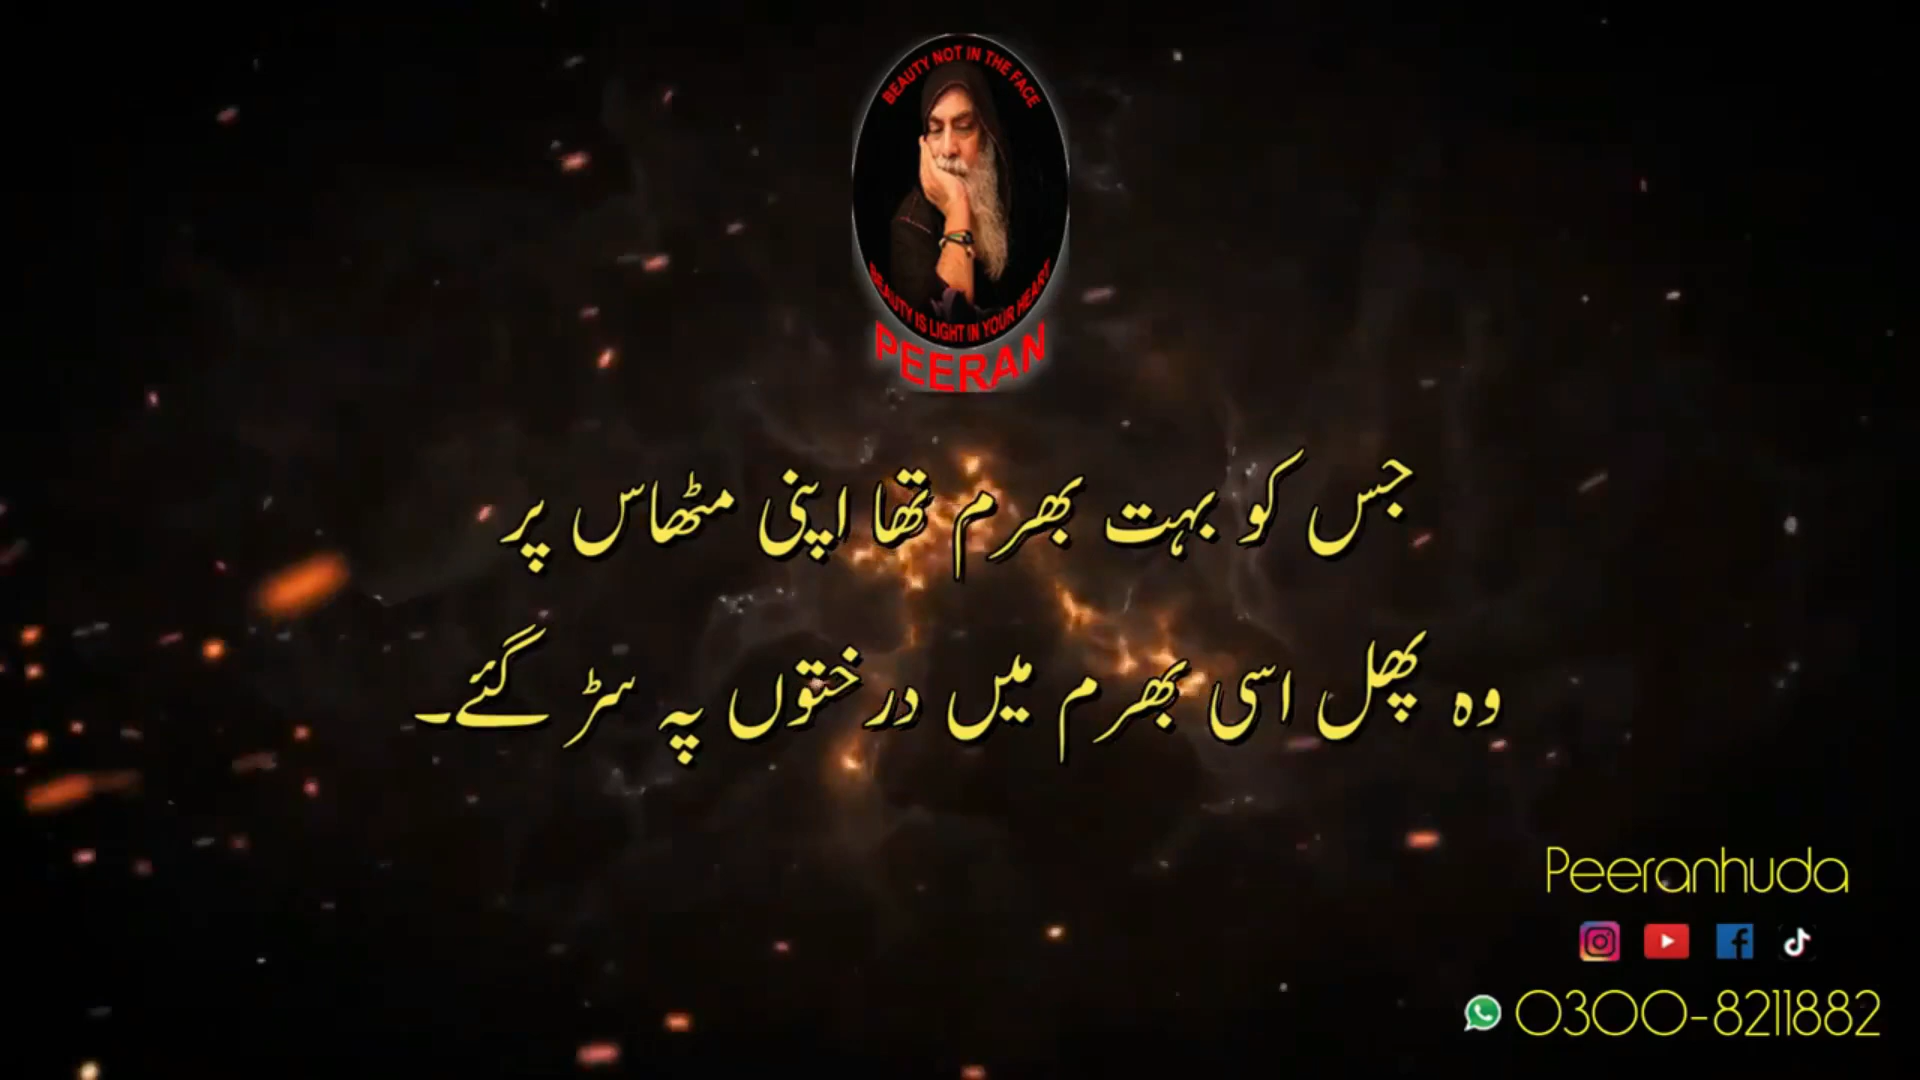 BEAUTY NOT IN THE FACE
BEAUTY IS LIGHT IN YOUR HEART
PEERAN
جس کو بہت بھرم تھا اپنی مٹھاس پر
وہ پھل اسی بھرم میں درختوں پہ سڑ گئے۔
Peeranhuda
0300-8211882